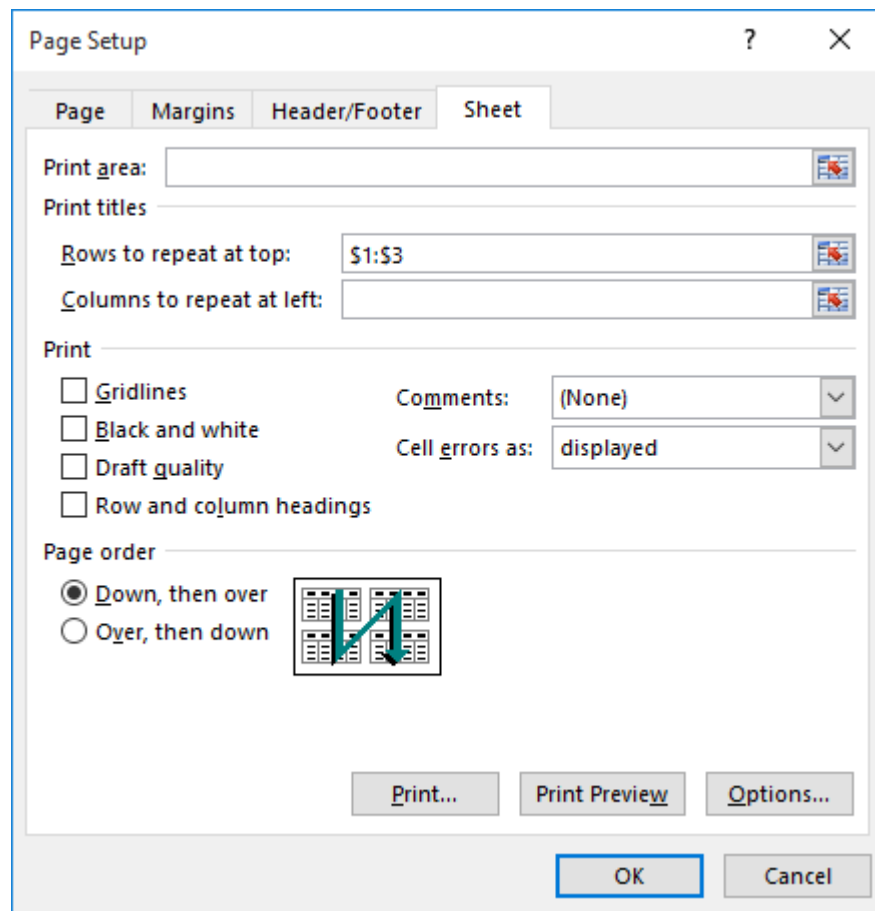 Page Setup ?
Page Margins Header/Footer Sheet
Print area:
Print titles
Rows to repeat at top: $1:$3
Columns to repeat at left:
Print
Gridlines
Comments: (None)
Black and white
Cell errors as: displayed
Draft quality
Row and column headings
Page order
Down, then over
Over, then down
Print... Print Preview Options...
OK Cancel